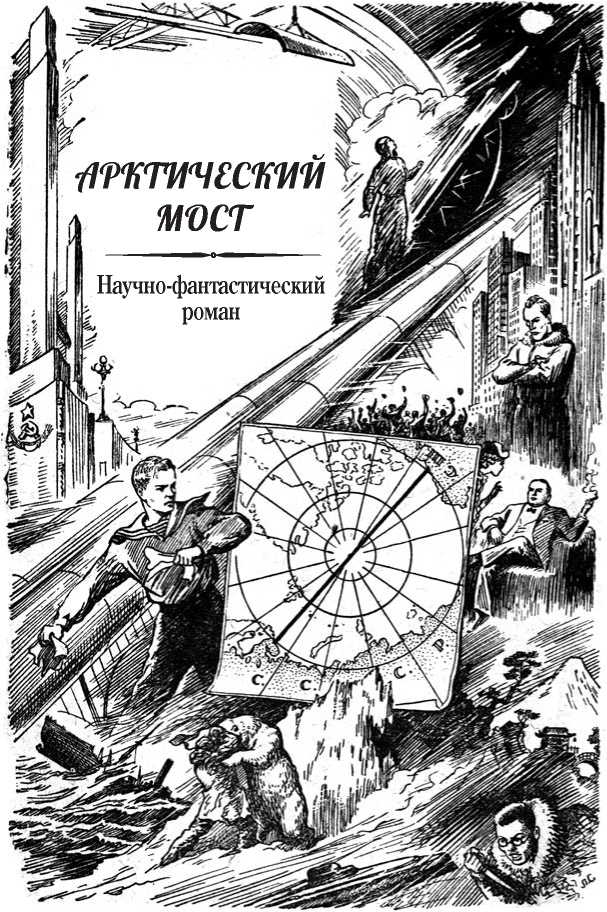 АРКТИЧЕСКИЙ
МОСТ
Научно-фантастический
роман
С Ш А
С С С Р